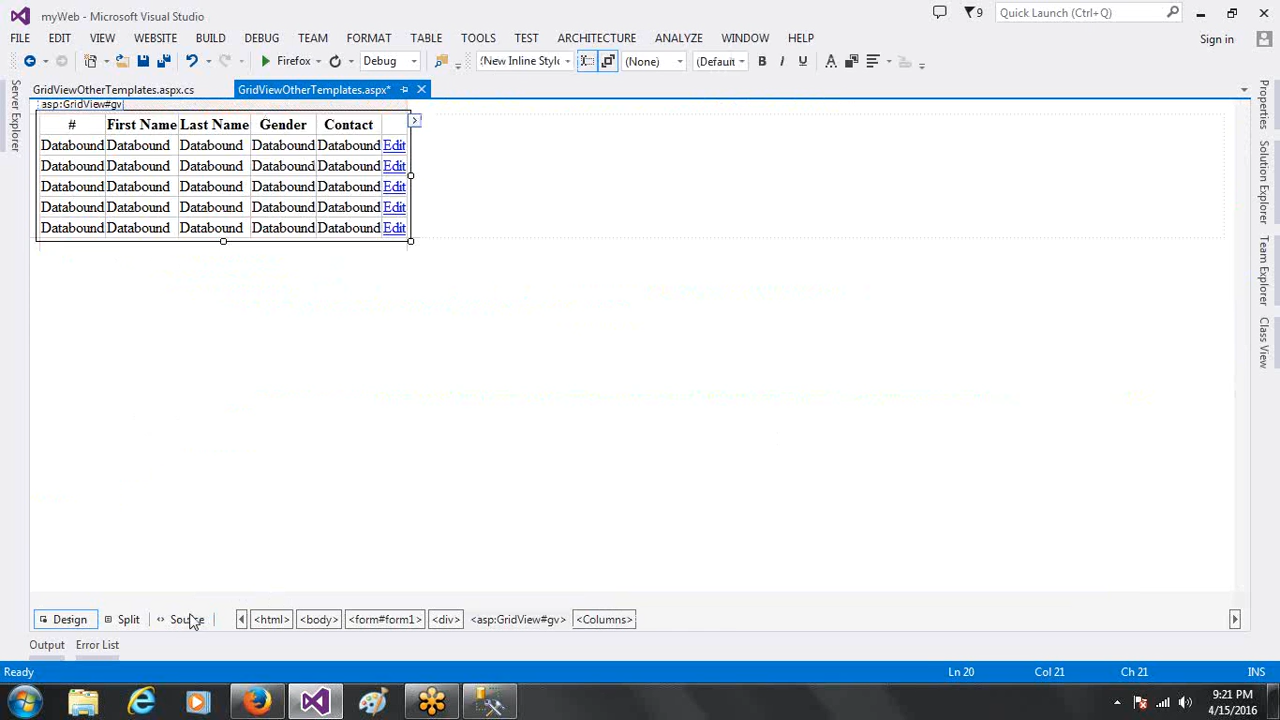 myWeb - Microsoft Visual Studio
9
Quick Launch (Ctrl+Q)
FILE EDIT VIEW WEBSITE BUILD DEBUG TEAM FORMAT TABLE TOOLS TEST ARCHITECTURE ANALYZE WINDOW HELP
Sign in
Firefox Debug (New Inline Style (None) (Default B I U A
GridViewOtherTemplates.aspx.cs GridViewOtherTemplates.aspx*
asp:GridView#gv
# First Name Last Name Gender Contact
Databound Databound Databound Databound Databound Edit
Databound Databound Databound Databound Databound Edit
Databound Databound Databound Databound Databound Edit
Databound Databound Databound Databound Databound Edit
Databound Databound Databound Databound Databound Edit
Server Explorer
Properties
Solution Explorer
Team Explorer
Class View
Design Split Source <html> <body> <form#form1> <div> <asp:GridView#gv> <Columns>
Output Error List
Ready Ln 20 Col 21 Ch 21 INS
9:21 PM
4/15/2016